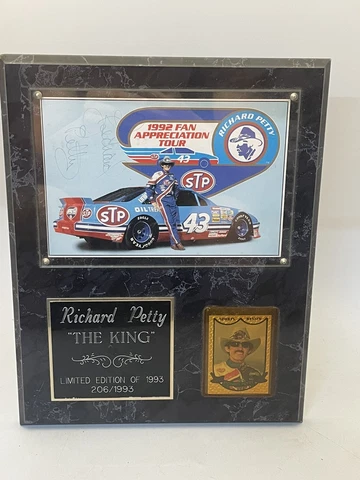 1992 FAN
APPRECIATION
TOUR
43
RICHARD PETTY
STP
STP
43
Richard Petty
"THE KING"
LIMITED EDITION OF 1993
206/1993